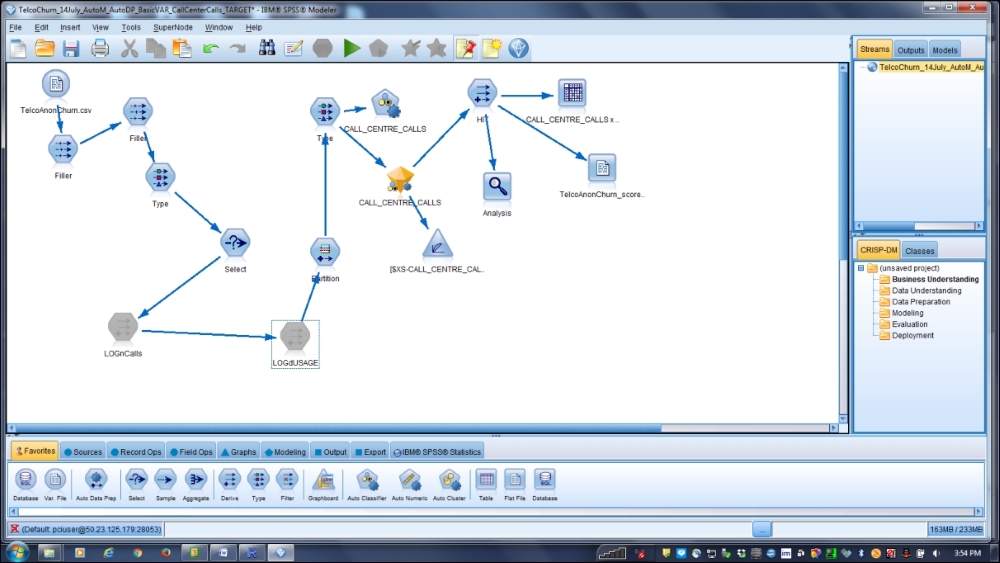 TelcoChurn_14July_AutoM_AutoDP_BasicVAR_CallCenterCalls_TARGET* - IBM® SPSS® Modeler
File Edit Insert View Tools SuperNode Window Help
Streams Outputs Models
TelcoChurn_14July_AutoM_Au
TelcoAnonChurn.csv
Filler
Filler
Type
Select
LOGnCalls
LOGdUSAGE
Partition
Type
CALL_CENTRE_CALLS
CALL_CENTRE_CALLS
[$XS-CALL_CENTRE_CAL..
HIT
CALL_CENTRE_CALLS x ..
Analysis
TelcoAnonChurn_score..
CRISP-DM Classes
(unsaved project)
Business Understanding
Data Understanding
Data Preparation
Modeling
Evaluation
Deployment
Favorites Sources Record Ops Field Ops Graphs Modeling Output Export IBM® SPSS® Statistics
Database Var. File Auto Data Prep Select Sample Aggregate Derive Type Filter Graphboard Auto Classifier Auto Numeric Auto Cluster Table Flat File Database
(Default: pciuser@50.23.125.179:28053)
...
163MB / 233MB
3:54 PM